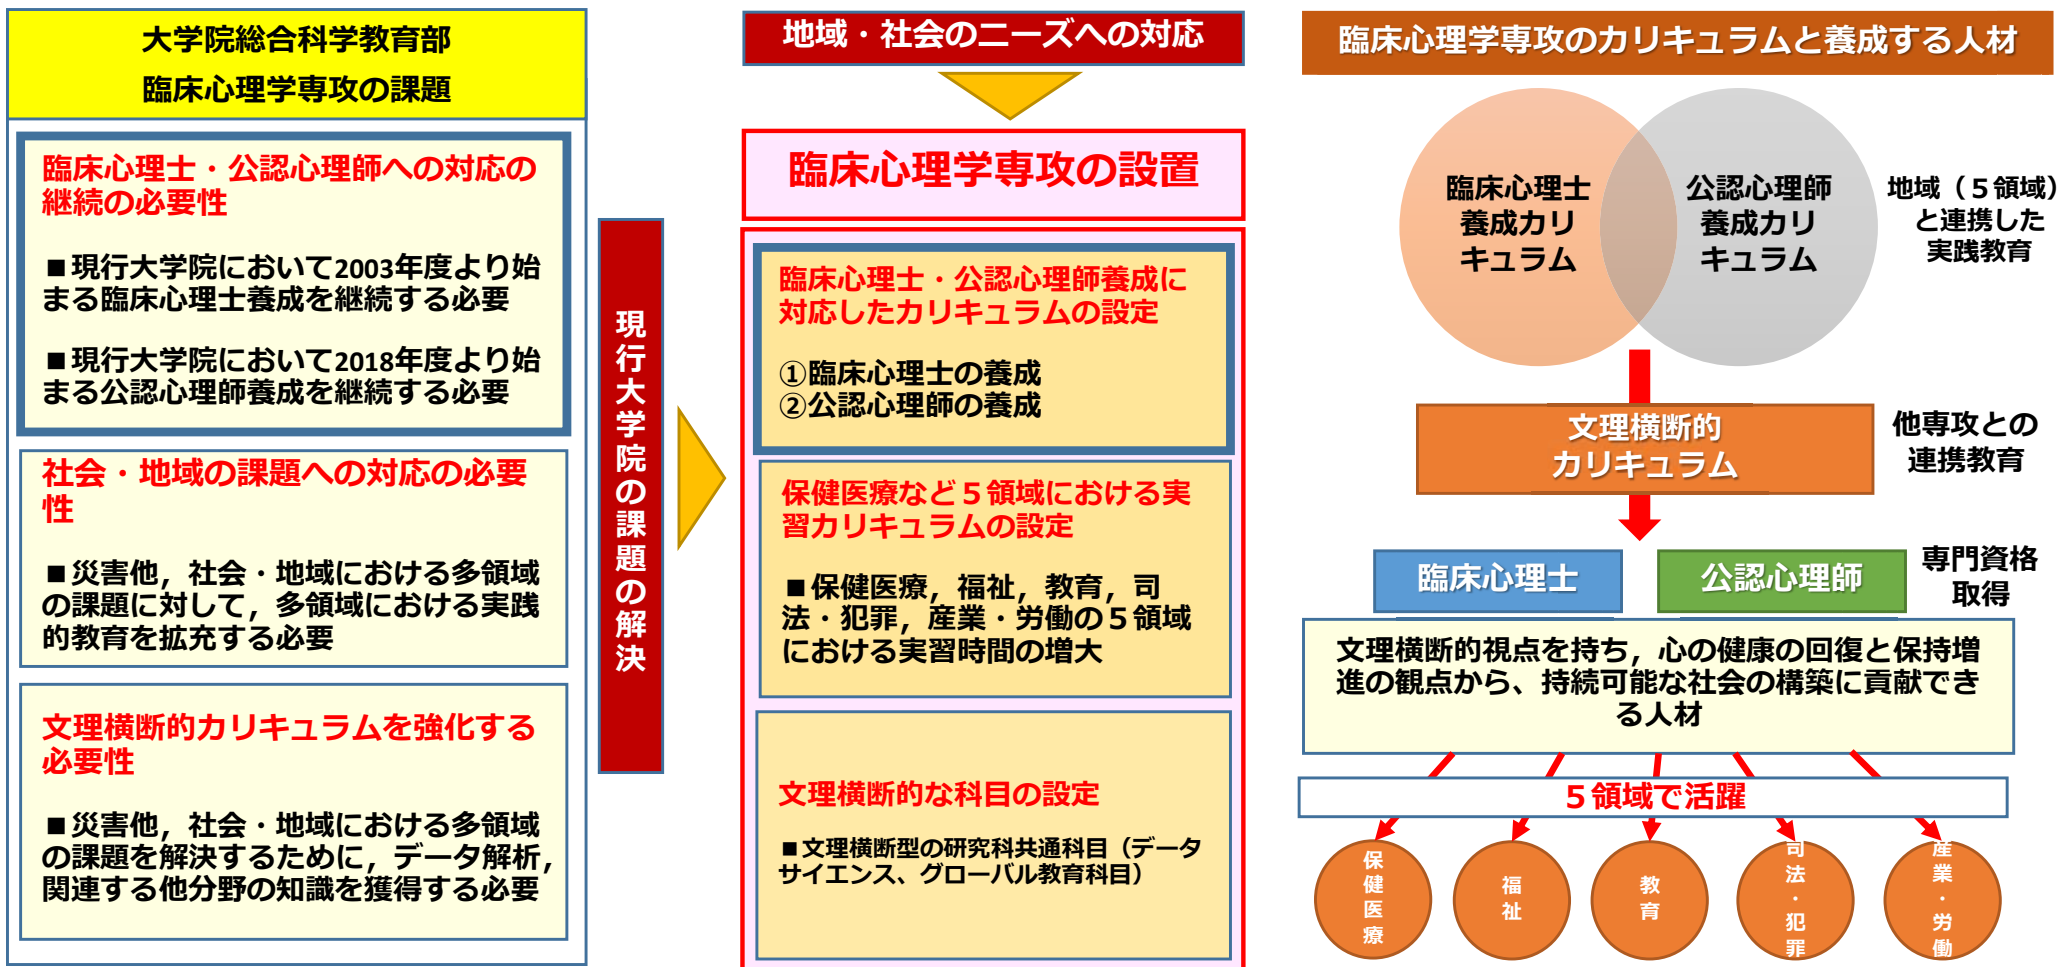 大学院総合科学教育部
臨床心理学専攻の課題
臨床心理士・公認心理師への対応の
継続の必要性
■現行大学院において2003年度より始
まる臨床心理士養成を継続する必要
■現行大学院において2018年度より始
まる公認心理師養成を継続する必要
社会・地域の課題への対応の必要
性
■災害他，社会・地域における多領域
の課題に対して，多領域における実践
的教育を拡充する必要
文理横断的カリキュラムを強化する
必要性
■災害他，社会・地域における多領域
の課題を解決するために，データ解析，
関連する他分野の知識を獲得する必要
現行大学院の課題の解決
地域・社会のニーズへの対応
臨床心理学専攻の設置
臨床心理士・公認心理師養成に
対応したカリキュラムの設定
①臨床心理士の養成
②公認心理師の養成
保健医療など５領域における実
習カリキュラムの設定
■保健医療，福祉，教育，司
法・犯罪，産業・労働の５領域
における実習時間の増大
文理横断的な科目の設定
■文理横断型の研究科共通科目（データ
サイエンス、グローバル教育科目）
臨床心理学専攻のカリキュラムと養成する人材
臨床心理士
養成カリ
キュラム
公認心理師
養成カリ
キュラム
地域（５領域）
と連携した
実践教育
文理横断的
カリキュラム
他専攻との
連携教育
臨床心理士
公認心理師
専門資格
取得
文理横断的視点を持ち，心の健康の回復と保持増
進の観点から、持続可能な社会の構築に貢献でき
る人材
５領域で活躍
保健医療
福祉
教育
司法・犯罪
産業・労働